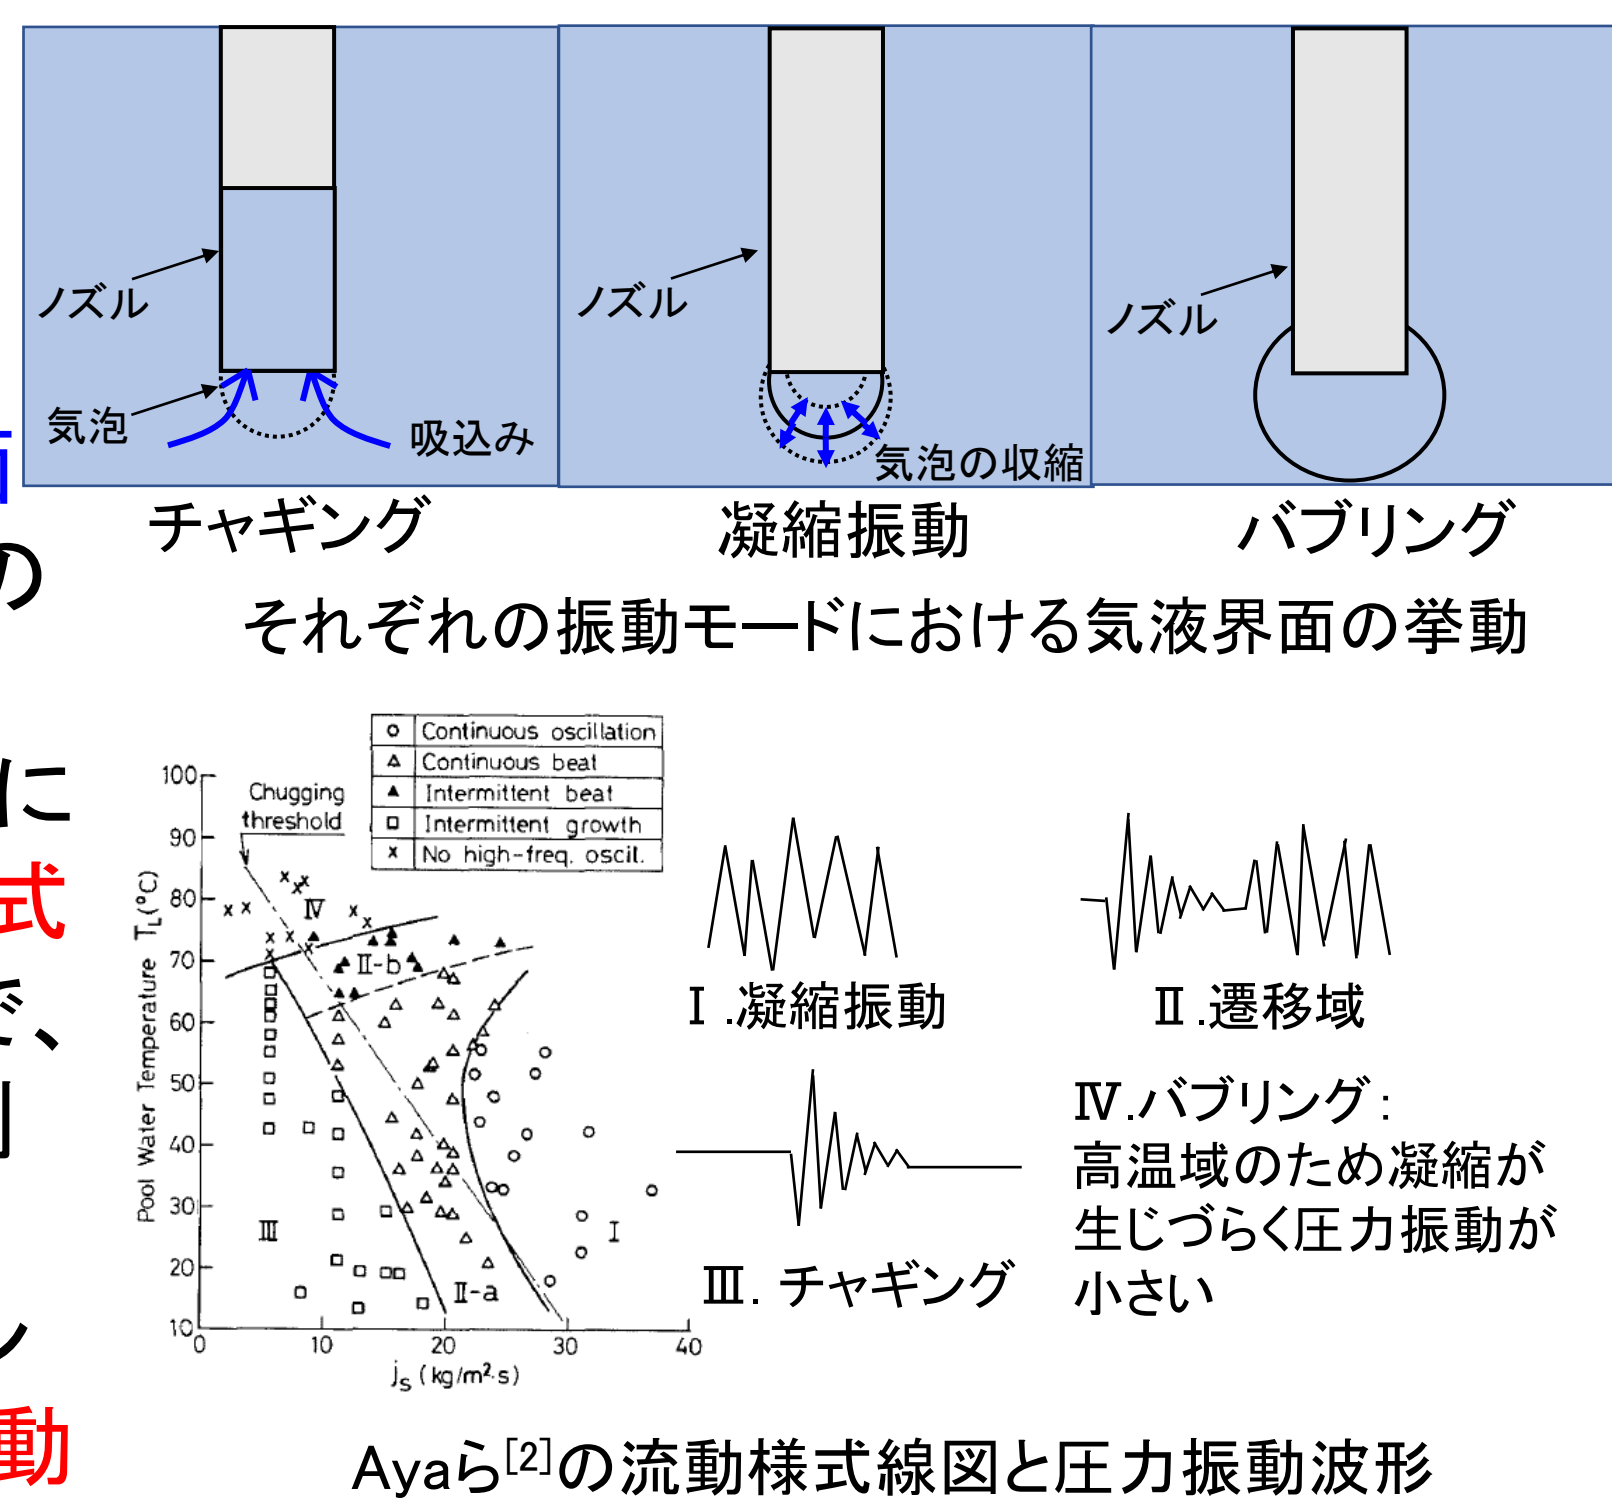 ノズル
気泡
吸込み
チャギング
ノズル
気泡の収縮
凝縮振動
ノズル
バブリング
それぞれの振動モードにおける気液界面の挙動
面
の
に
式
で、
動
Continuous oscillation
Continuous beat
Intermittent beat
Intermittent growth
x No high-freq. oscil.
Chugging
threshold
Pool Water Temperature TL(°C)
100
90
80
70
60
50
40
30
20
10
0
10
20
30
40
jS (kg/m²·s)
Ⅳ
Ⅱ-b
Ⅲ
Ⅰ
Ⅱ-a
Ⅰ.凝縮振動
Ⅱ.遷移域
Ⅲ. チャギング
Ⅳ.バブリング:
高温域のため凝縮が
生じづらく圧力振動が
小さい
Ayaら[2]の流動様式線図と圧力振動波形